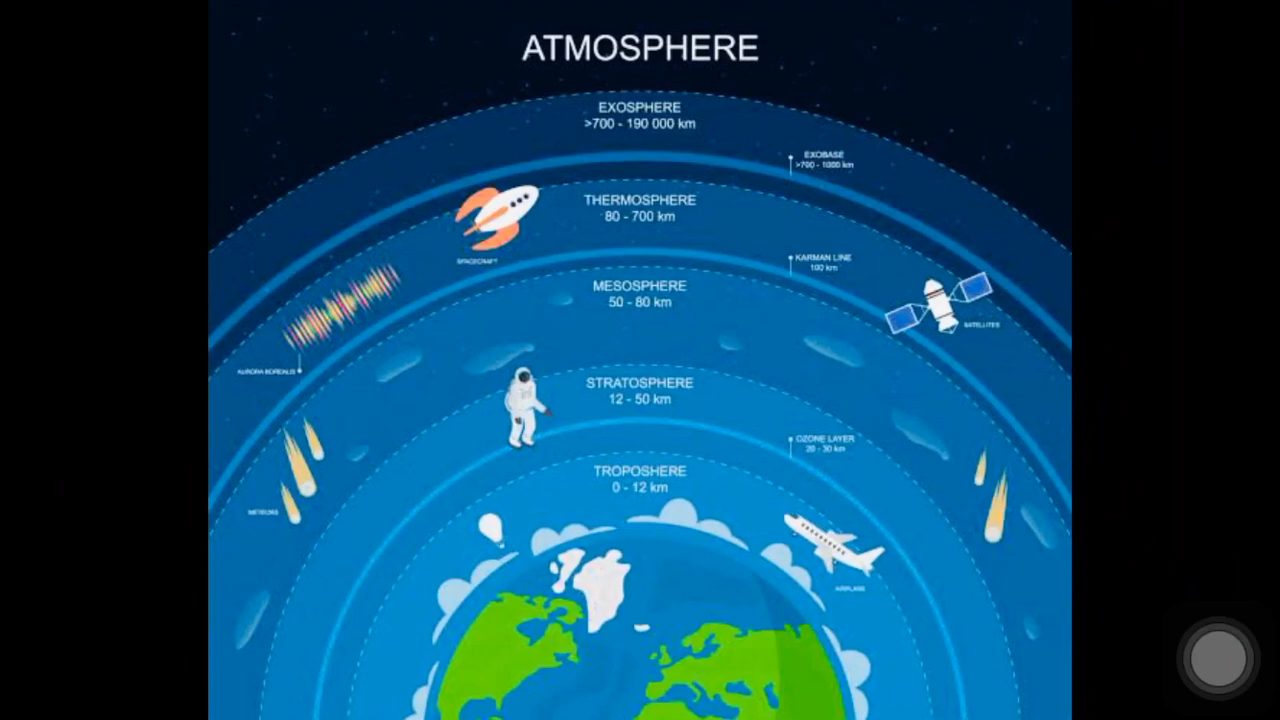 ATMOSPHERE
EXOSPHERE
>700 - 190 000 km
EXOBASE
>700 - 1000 km
THERMOSPHERE
80 - 700 km
SPACECRAFT
KARMAN LINE
100 km
MESOSPHERE
50 - 80 km
SATELLITES
AURORA BOREALIS
STRATOSPHERE
12 - 50 km
OZONE LAYER
20 - 30 km
TROPOSHERE
0 - 12 km
METEORS
AIRPLANE